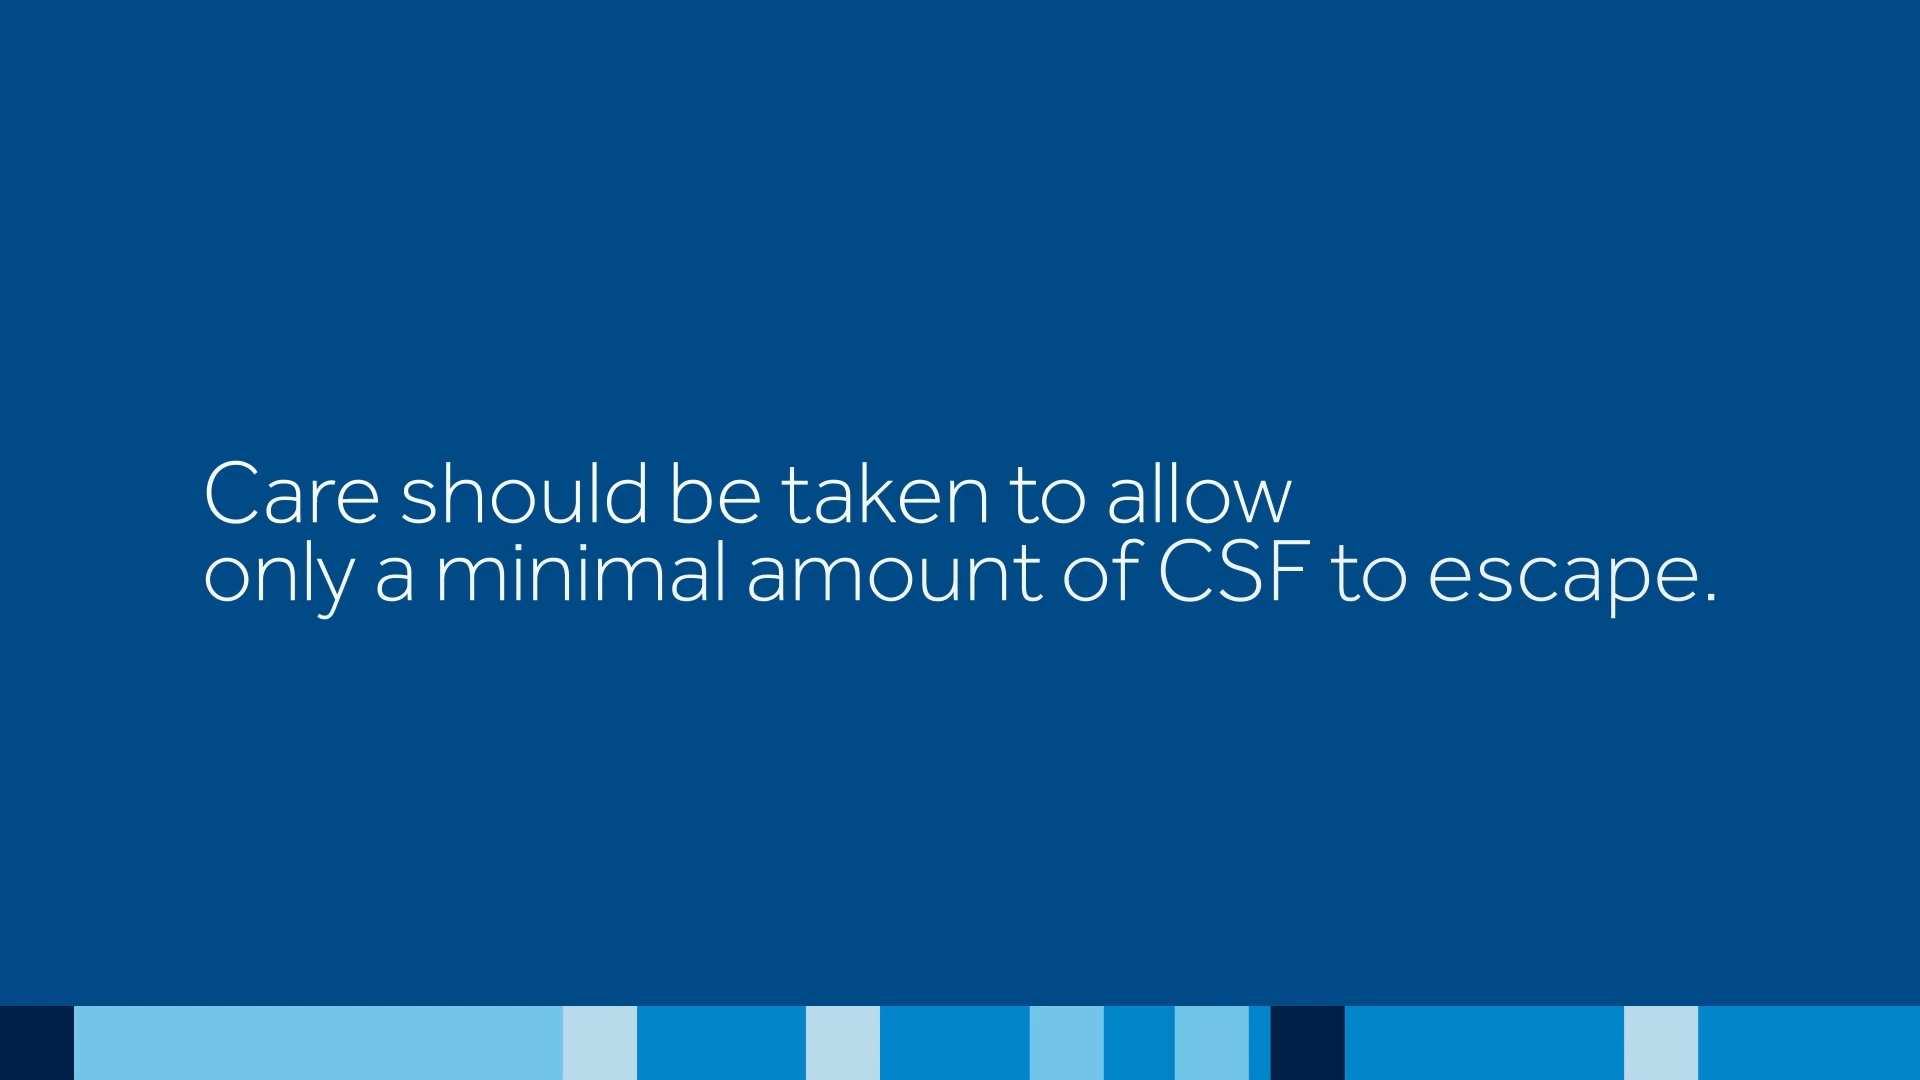 Care should be taken to allow
only a minimal amount of CSF to escape.